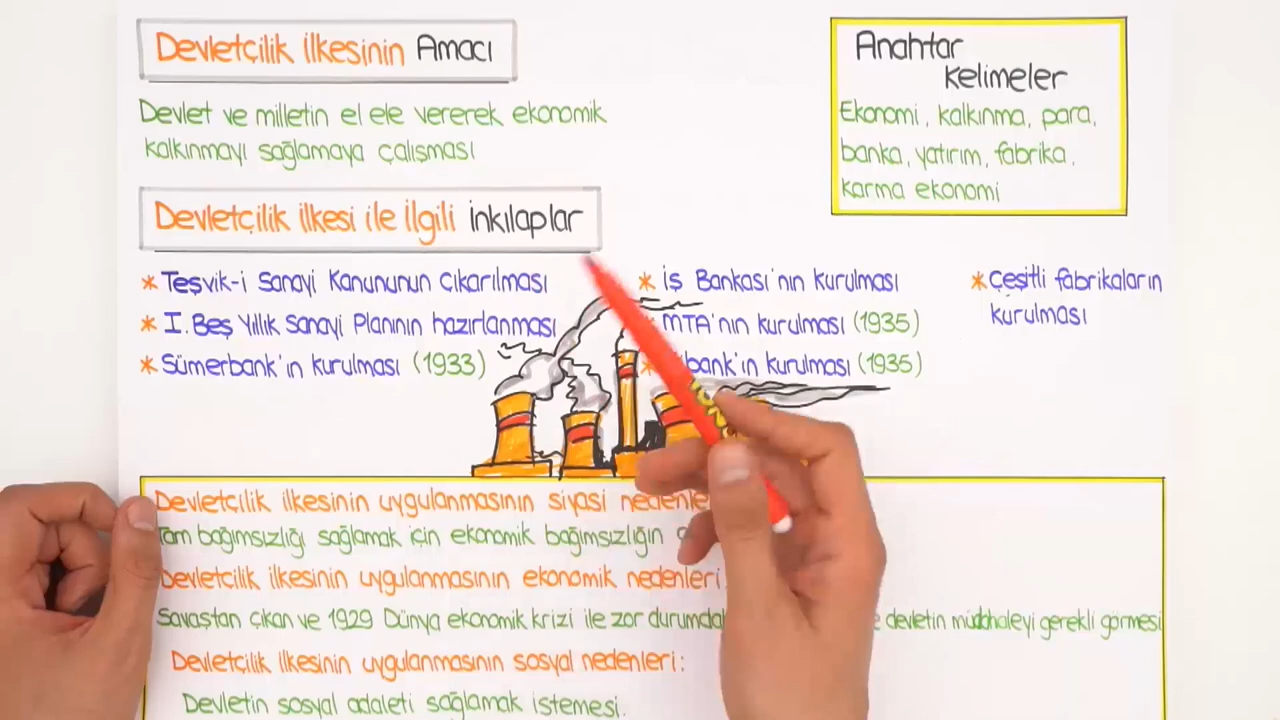 Devletçilik ilkesinin Amacı
Devlet ve milletin el ele vererek ekonomik
kalkınmayı sağlamaya çalışması
Anahtar
Kelimeler
Ekonomi, kalkınma, para,
banka, yatırım, fabrika,
karma ekonomi
Devletçilik ilkesi ile ilgili inkılaplar
* Teşvik-i Sanayi Kanununun Çıkarılması
* I. Beş Yıllık Sanayi Planının hazırlanması
* Sümerbank'ın kurulması (1933)
* İş Bankası'nın kurulması
MTA'nın kurulması (1935)
bank'ın kurulması (1935)
* Çeşitli fabrikaların
kurulması
Devletçilik ilkesinin uygulanmasının siyasi
Tam bağımsızlığı sağlamak için ekonomik bağımsızlığın
Devletçilik ilkesinin uygulanmasının ekonomik nedenleri
Savaştan çıkan ve 1929 Dünya ekonomik krizi ile zor devletin müdahaleyi gerekli görmesi
Devletçilik ilkesinin uygulanmasının sosyal nedenleri:
Devletin sosyal adaleti sağlamak istemesi.